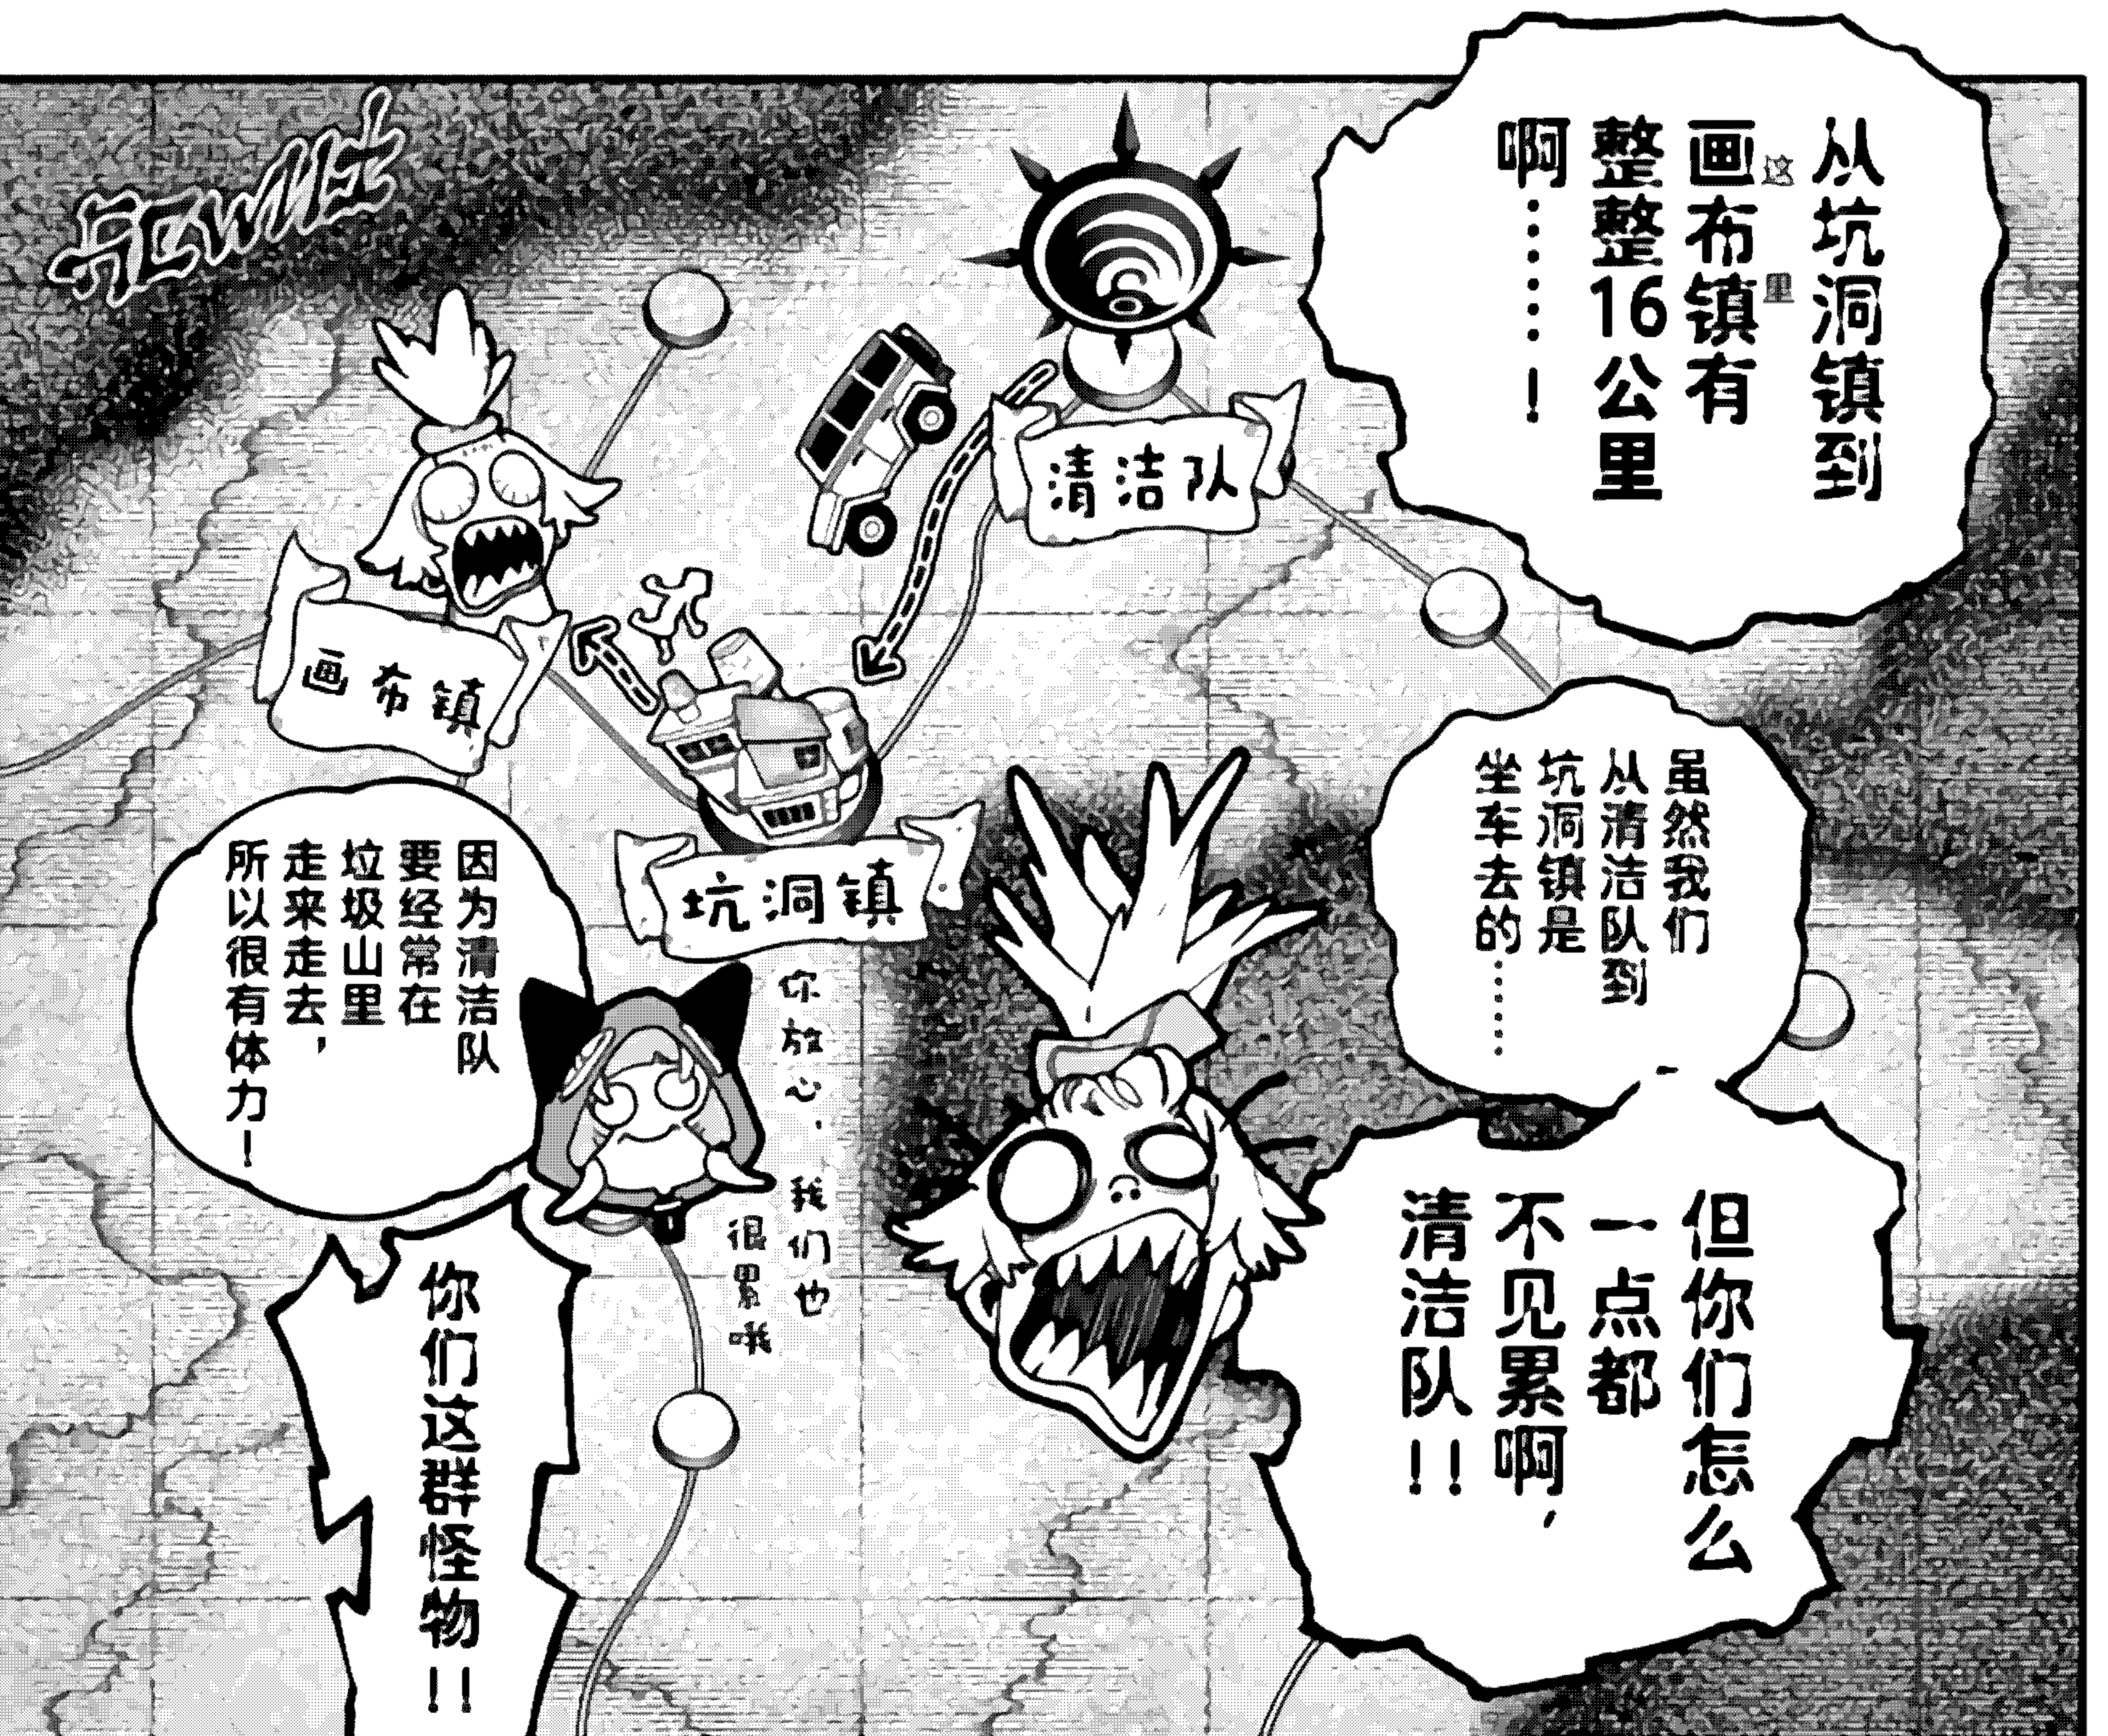 从坑洞镇到
画布镇有
这里
整整16公里
啊……！
虽然我们
从清洁队到
坑洞镇是
坐车去的……
但你们怎么
一点都
不见累啊，
清洁队！！
清洁队
画布镇
坑洞镇
你放心，我们也
很累哦
因为清洁队
要经常在
垃圾山里
走来走去，
所以很有体力！
你们这群怪物！！